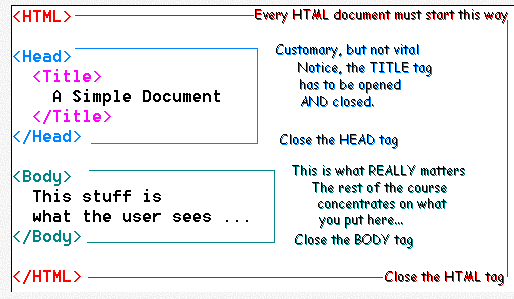 <HTML> Every HTML document must start this way
<Head> Customary, but not vital
<Title> Notice, the TITLE tag
has to be opened
A Simple Document AND closed.
</Title>
</Head> Close the HEAD tag
<Body> This is what REALLY matters
This stuff is The rest of the course
concentrates on what
what the user sees ... you put here...
</Body> Close the BODY tag
</HTML> Close the HTML tag